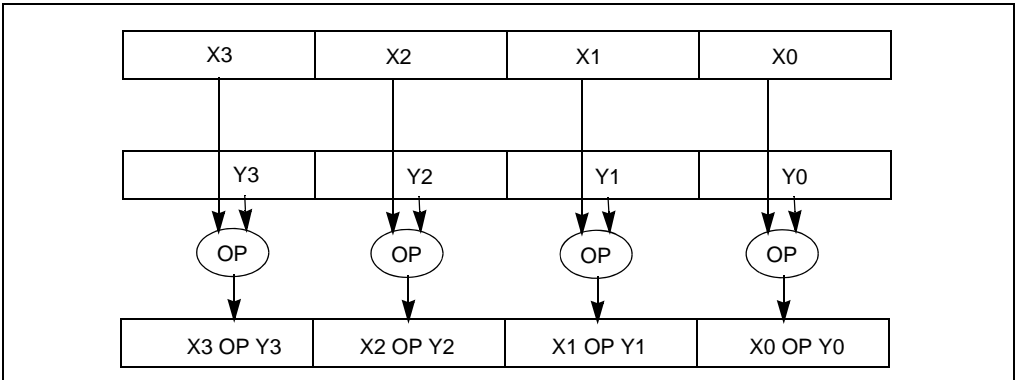 X3 X2 X1 X0
Y3 Y2 Y1 Y0
OP OP OP OP
X3 OP Y3 X2 OP Y2 X1 OP Y1 X0 OP Y0